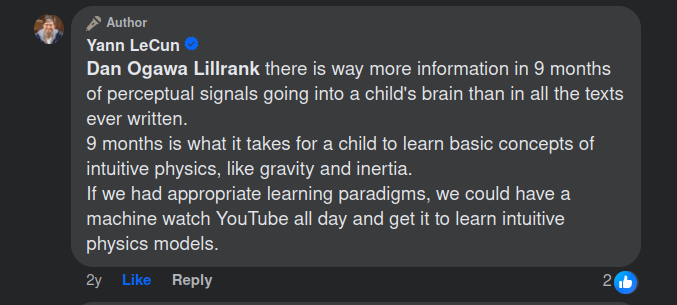 Author
Yann LeCun
Dan Ogawa Lillrank there is way more information in 9 months
of perceptual signals going into a child's brain than in all the texts
ever written.
9 months is what it takes for a child to learn basic concepts of
intuitive physics, like gravity and inertia.
If we had appropriate learning paradigms, we could have a
machine watch YouTube all day and get it to learn intuitive
physics models.
2y Like Reply 2